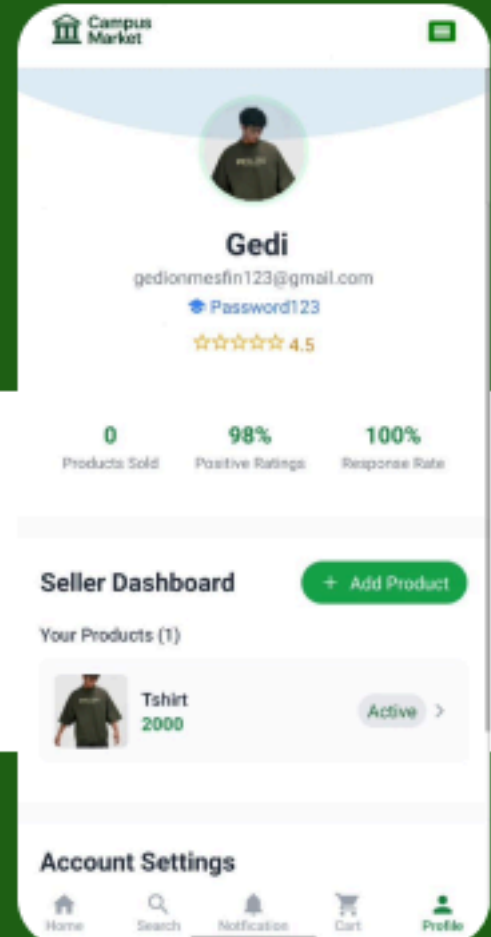 Campus
Market
Gedi
gedionmesfin123@gmail.com
Password123
4.5
0 98% 100%
Products Sold Positive Ratings Response Rate
Seller Dashboard + Add Product
Your Products (1)
Tshirt
2000
Active >
Account Settings
Home Search Notification Cart Profile